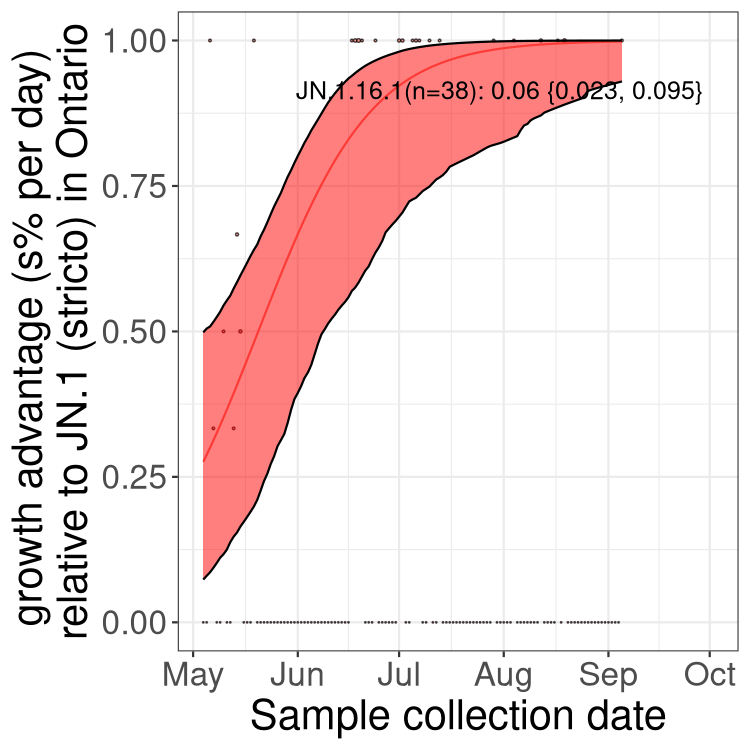 growth advantage (s% per day)
relative to JN.1 (stricto) in Ontario
1.00
0.75
0.50
0.25
0.00
JN.1.16.1(n=38): 0.06 {0.023, 0.095}
May Jun Jul Aug Sep Oct
Sample collection date